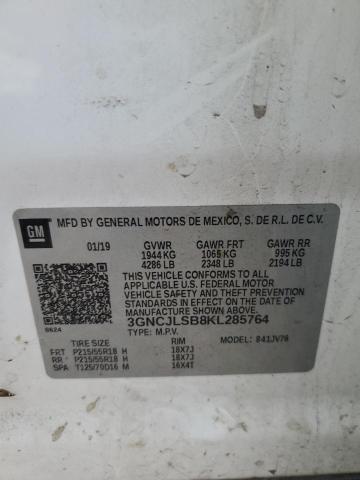 GM
MFD BY GENERAL MOTORS DE MEXICO, S. DE R.L. DE C.V.
01/19 GVWR GAWR FRT GAWR RR
1944 KG 1065 KG 995 KG
4286 LB 2348 LB 2194 LB
THIS VEHICLE CONFORMS TO ALL
APPLICABLE U.S. FEDERAL MOTOR
VEHICLE SAFETY, BUMPER, AND THEFT
PREVENTION STANDARDS IN EFFECT
ON THE DATE OF MANUFACTURE
SHOWN ABOVE.
3GNCJLSB8KL285764
TYPE: M.P.V.
6624
MODEL: 841JV76
TIRE SIZE RIM
FRT P215/55R18 H 18X7J
RR P215/55R18 H 18X7J
SPA T125/70D16 M 16X4T